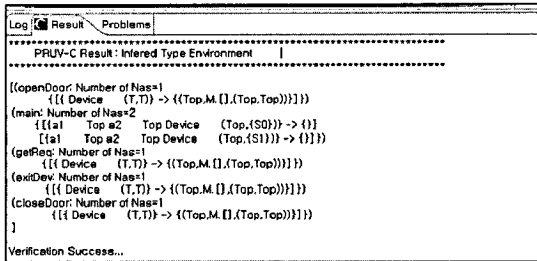 Log Result Problems
************************************************************
PRUV-C Result : Infered Type Environment
************************************************************
[(openDoor: Number of Nas=1
{[{ Device (T,T)} -> {(Top,M.[],(Top,Top))}]})
(main: Number of Nas=2
{[{a1 Top a2 Top Device (Top,{S0})} -> {}]
[{a1 Top a2 Top Device (Top,{S1})} -> {}]})
(getReq: Number of Nas=1
{[{ Device (T,T)} -> {(Top,M.[],(Top,Top))}]})
(exitDev: Number of Nas=1
{[{ Device (T,T)} -> {(Top,M.[],(Top,Top))}]})
(closeDoor: Number of Nas=1
{[{ Device (T,T)} -> {(Top,M.[],(Top,Top))}]})
]
Verification Success...